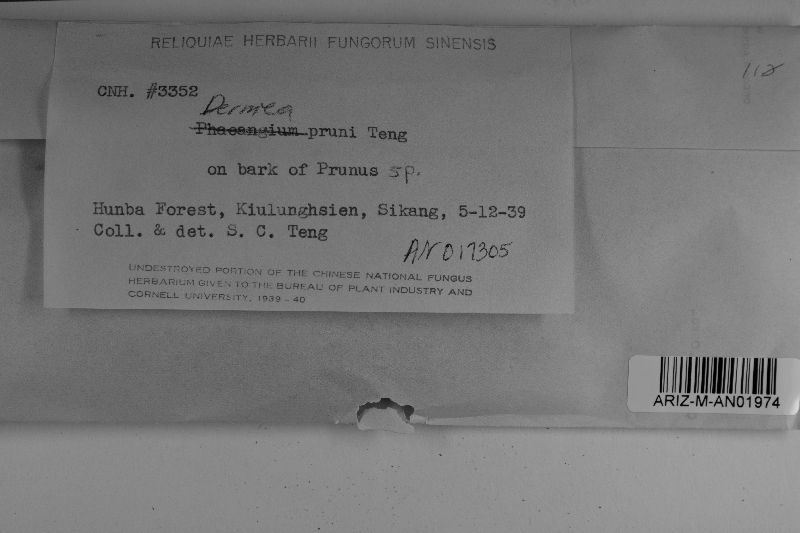 RELIQUIAE HERBARII FUNGORUM SINENSIS
112
CNH. #3352
Dermea
Phaeangium pruni Teng
on bark of Prunus sp.
Hunba Forest, Kiulunghsien, Sikang, 5-12-39
Coll. & det. S. C. Teng
AN017305
UNDESTROYED PORTION OF THE CHINESE NATIONAL FUNGUS
HERBARIUM GIVEN TO THE BUREAU OF PLANT INDUSTRY AND
CORNELL UNIVERSITY, 1939-40
ARIZ-M-AN01974